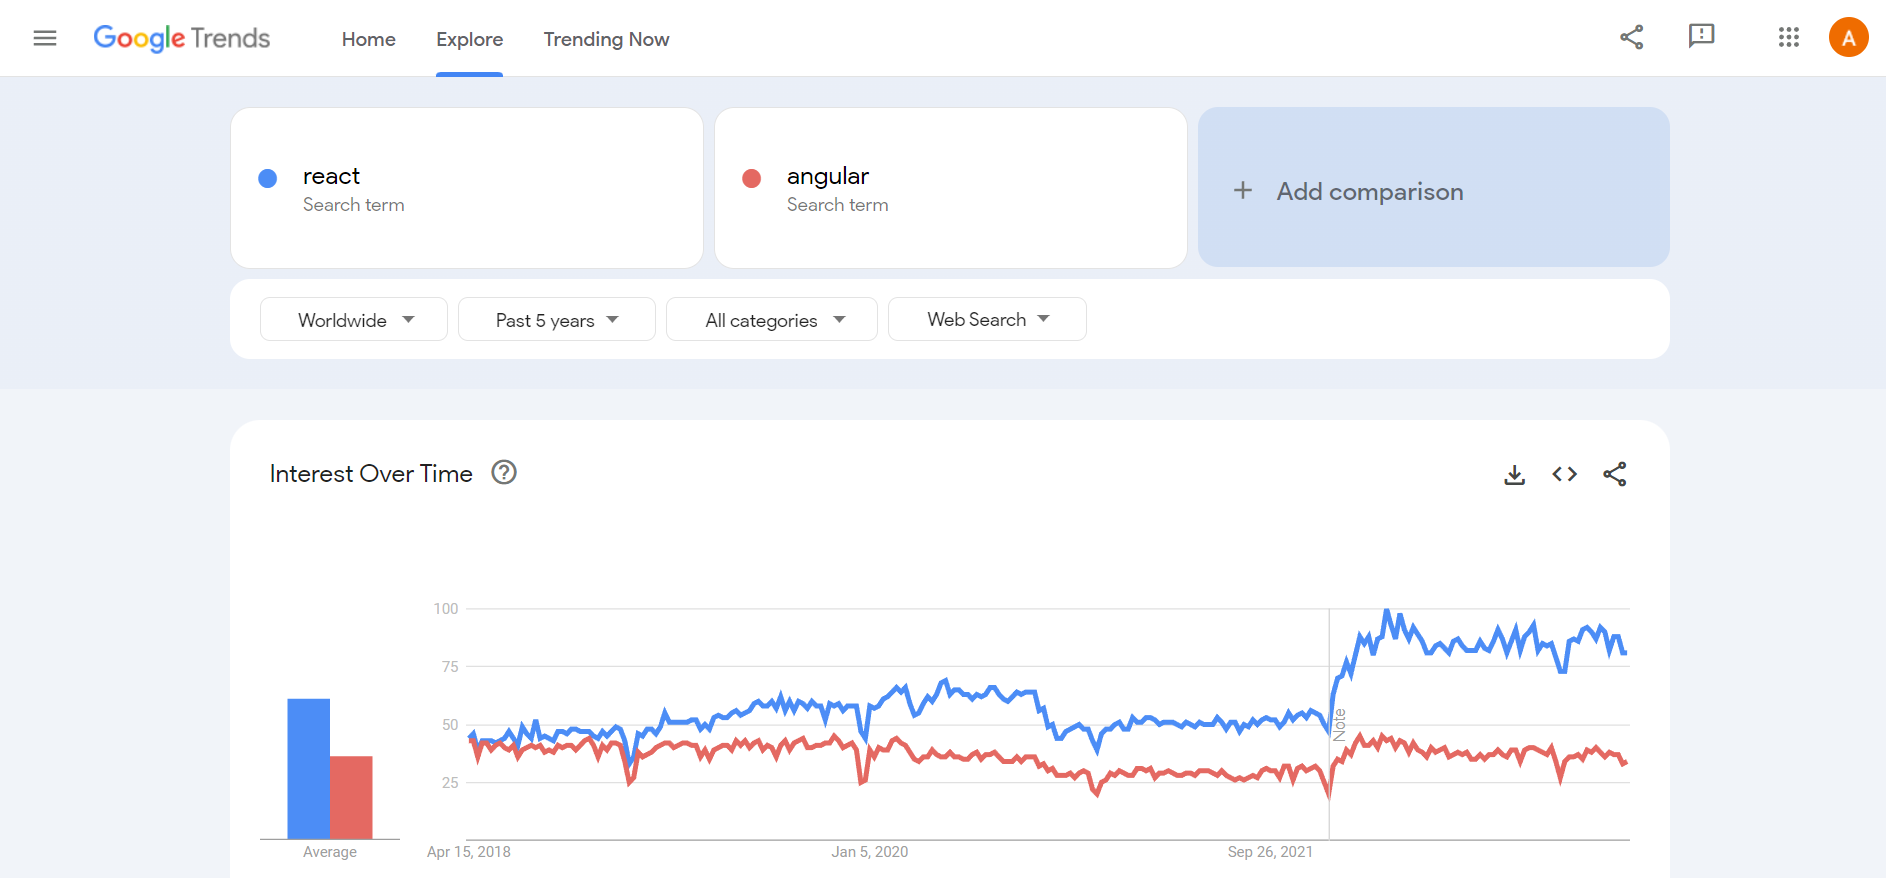 Google Trends Home Explore Trending Now A
react
Search term
angular
Search term
+ Add comparison
Worldwide Past 5 years All categories Web Search
Interest Over Time ?
100
75
50
25
Note
Average
Apr 15, 2018 Jan 5, 2020 Sep 26, 2021